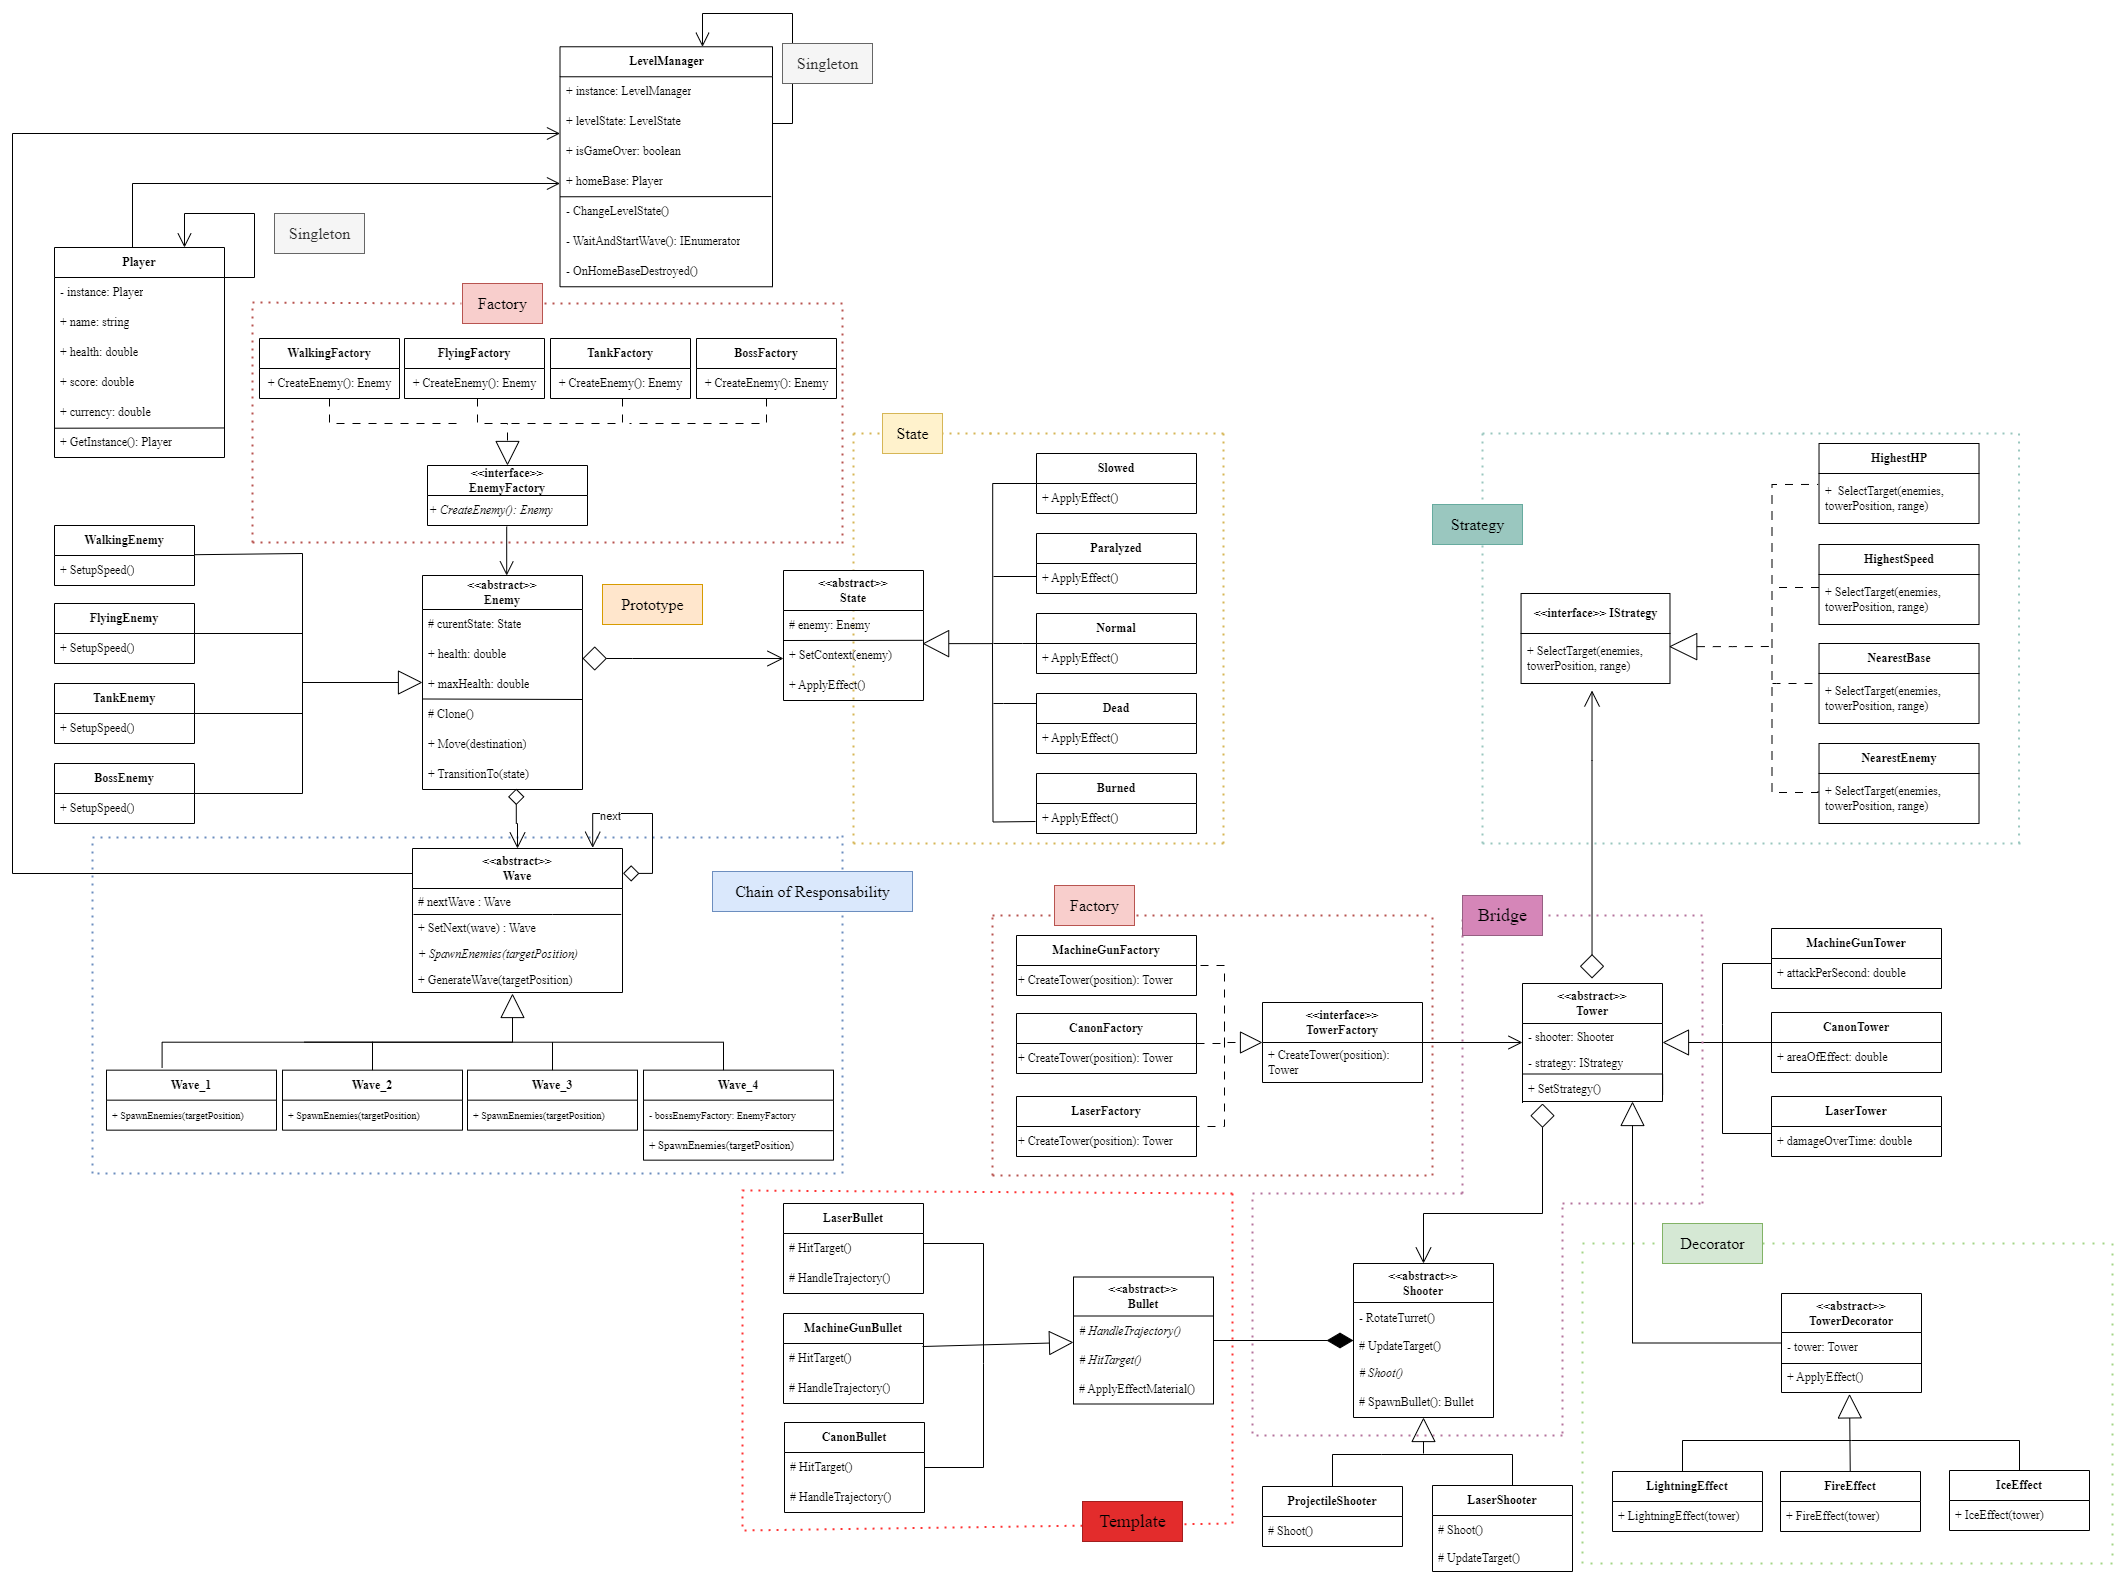 LevelManager
+ instance: LevelManager
+ levelState: LevelState
+ isGameOver: boolean
+ homeBase: Player
- ChangeLevelState()
- WaitAndStartWave(): IEnumerator
- OnHomeBaseDestroyed()
Singleton
Singleton
Player
- instance: Player
+ name: string
+ health: double
+ score: double
+ currency: double
+ GetInstance(): Player
Factory
WalkingFactory
+ CreateEnemy(): Enemy
FlyingFactory
+ CreateEnemy(): Enemy
TankFactory
+ CreateEnemy(): Enemy
BossFactory
+ CreateEnemy(): Enemy
<<interface>>
EnemyFactory
+ CreateEnemy(): Enemy
WalkingEnemy
+ SetupSpeed()
FlyingEnemy
+ SetupSpeed()
TankEnemy
+ SetupSpeed()
BossEnemy
+ SetupSpeed()
<<abstract>>
Enemy
# curentState: State
# health: double
# maxHealth: double
# Clone()
+ Move(destination)
+ TransitionTo(state)
Prototype
State
<<abstract>>
State
# enemy: Enemy
+ SetContext(enemy)
+ ApplyEffect()
Slowed
+ ApplyEffect()
Paralyzed
+ ApplyEffect()
Normal
+ ApplyEffect()
Dead
+ ApplyEffect()
Burned
+ ApplyEffect()
Strategy
<<interface>> IStrategy
+ SelectTarget(enemies,
towerPosition, range)
HighestHP
+ SelectTarget(enemies,
towerPosition, range)
HighestSpeed
+ SelectTarget(enemies,
towerPosition, range)
NearestBase
+ SelectTarget(enemies,
towerPosition, range)
NearestEnemy
+ SelectTarget(enemies,
towerPosition, range)
next
<<abstract>>
Wave
# nextWave : Wave
+ SetNext(wave) : Wave
+ SpawnEnemies(targetPosition)
+ GenerateWave(targetPosition)
Chain of Responsability
Wave_1
+ SpawnEnemies(targetPosition)
Wave_2
+ SpawnEnemies(targetPosition)
Wave_3
+ SpawnEnemies(targetPosition)
Wave_4
- bossEnemyFactory: EnemyFactory
+ SpawnEnemies(targetPosition)
Factory
MachineGunFactory
+ CreateTower(position): Tower
CanonFactory
+ CreateTower(position): Tower
LaserFactory
+ CreateTower(position): Tower
<<interface>>
TowerFactory
+ CreateTower(position):
Tower
Bridge
<<abstract>>
Tower
- shooter: Shooter
- strategy: IStrategy
+ SetStrategy()
MachineGunTower
+ attackPerSecond: double
CanonTower
+ areaOfEffect: double
LaserTower
+ damageOverTime: double
LaserBullet
# HitTarget()
# HandleTrajectory()
MachineGunBullet
# HitTarget()
# HandleTrajectory()
CanonBullet
# HitTarget()
# HandleTrajectory()
<<abstract>>
Bullet
# HandleTrajectory()
# HitTarget()
# ApplyEffectMaterial()
Template
<<abstract>>
Shooter
- RotateTurret()
# UpdateTarget()
# Shoot()
# SpawnBullet(): Bullet
ProjectileShooter
# Shoot()
LaserShooter
# Shoot()
# UpdateTarget()
Decorator
<<abstract>>
TowerDecorator
- tower: Tower
+ ApplyEffect()
LightningEffect
+ LightningEffect(tower)
FireEffect
+ FireEffect(tower)
IceEffect
+ IceEffect(tower)